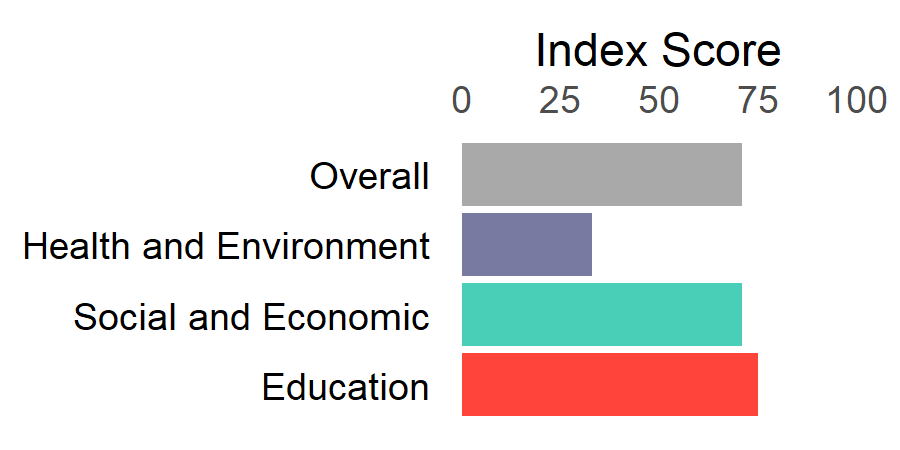 Index Score
0 25 50 75 100
Overall
Health and Environment
Social and Economic
Education